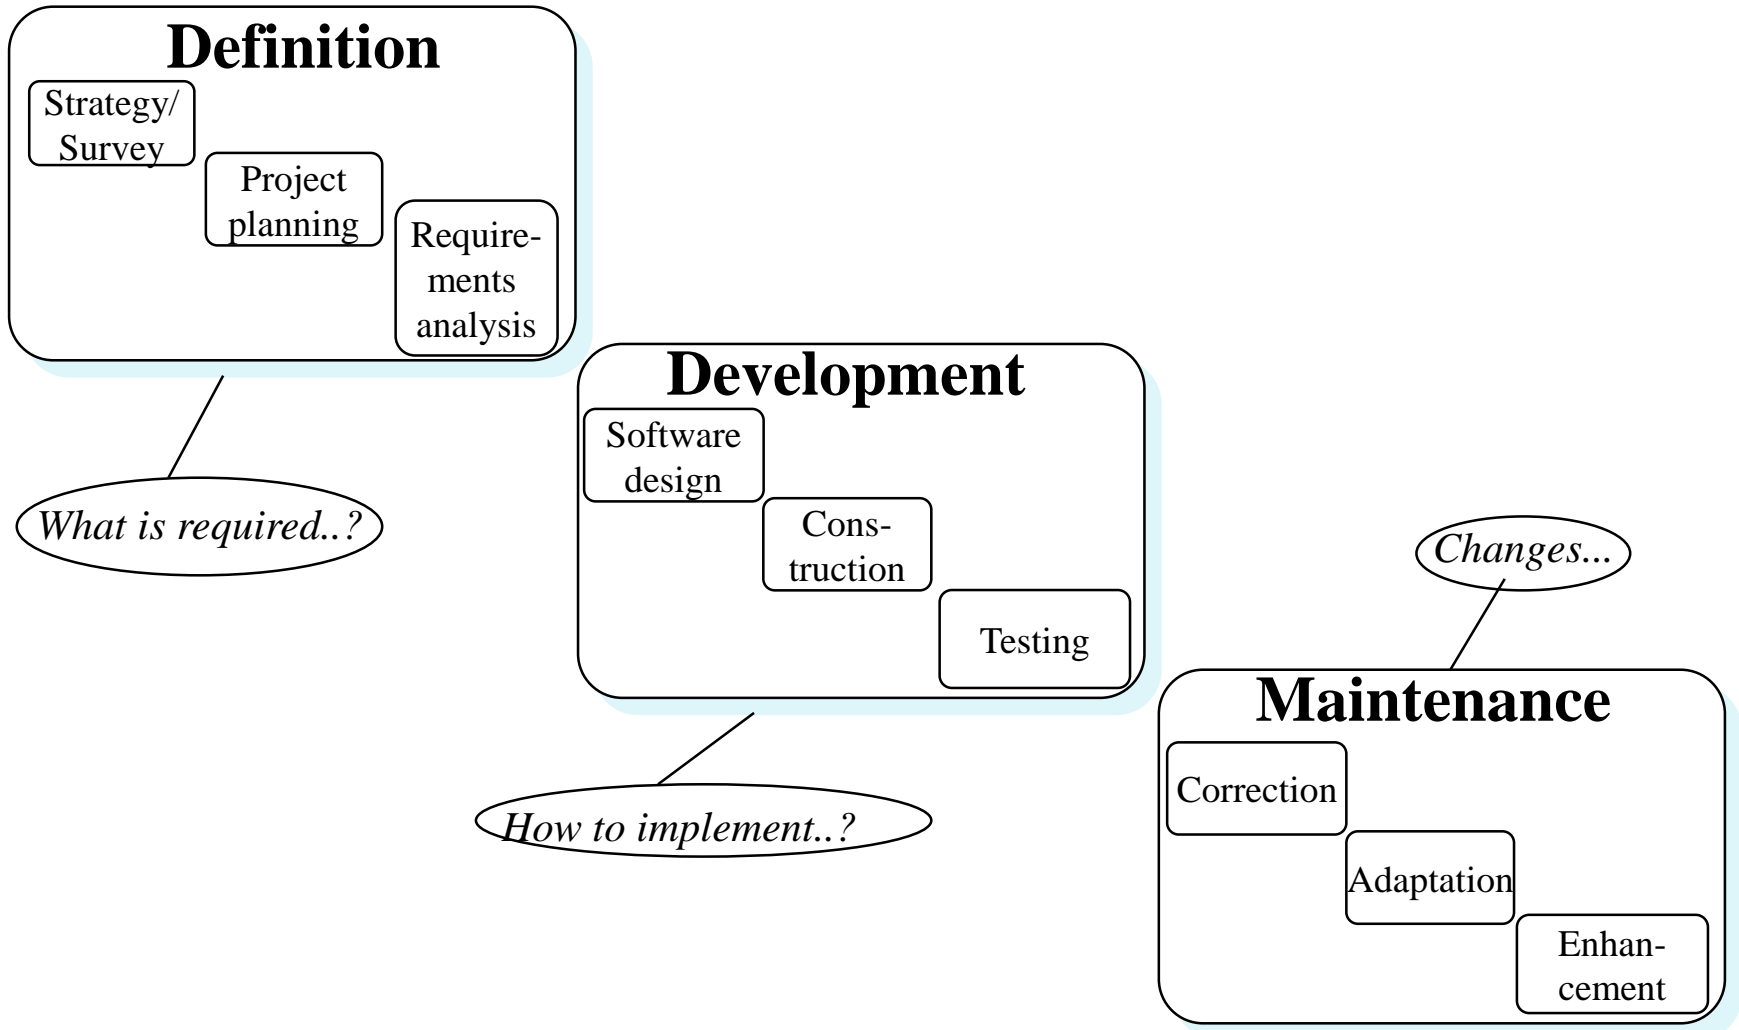 Definition
Strategy/
Survey
Project
planning
Require-
ments
analysis
What is required..?
Development
Software
design
Cons-
truction
Testing
How to implement..?
Changes...
Maintenance
Correction
Adaptation
Enhan-
cement